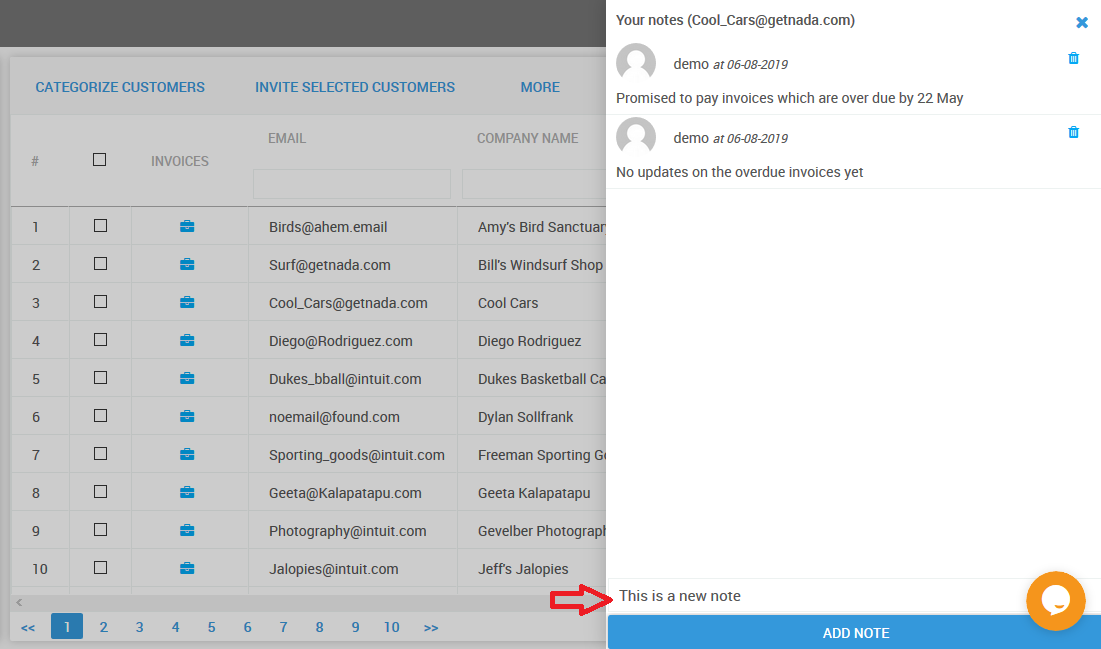 CATEGORIZE CUSTOMERS INVITE SELECTED CUSTOMERS MORE
# INVOICES EMAIL COMPANY NAME
1 Birds@ahem.email Amy's Bird Sanctuary
2 Surf@getnada.com Bill's Windsurf Shop
3 Cool_Cars@getnada.com Cool Cars
4 Diego@Rodriguez.com Diego Rodriguez
5 Dukes_bball@intuit.com Dukes Basketball Ca
6 noemail@found.com Dylan Sollfrank
7 Sporting_goods@intuit.com Freeman Sporting Go
8 Geeta@Kalapatapu.com Geeta Kalapatapu
9 Photography@intuit.com Gevelber Photograph
10 Jalopies@intuit.com Jeff's Jalopies
<< 1 2 3 4 5 6 7 8 9 10 >>
Your notes (Cool_Cars@getnada.com)
demo at 06-08-2019
Promised to pay invoices which are over due by 22 May
demo at 06-08-2019
No updates on the overdue invoices yet
This is a new note
ADD NOTE